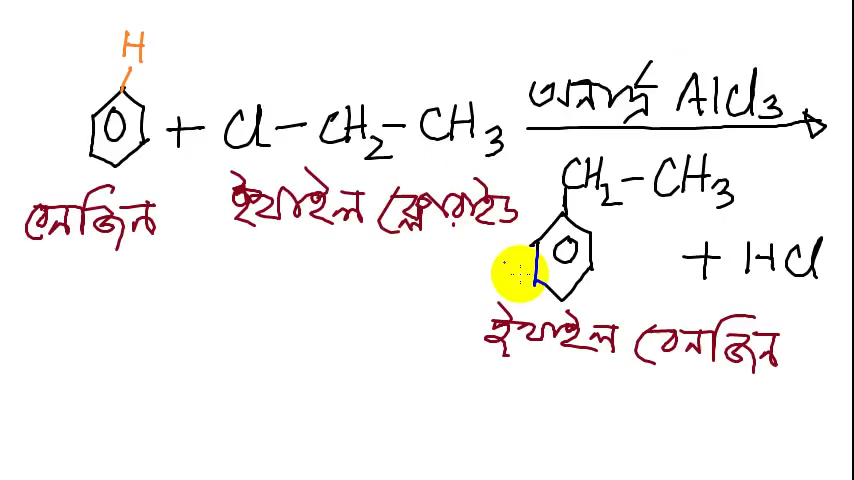 H
+ Cl - CH2 - CH3 অনার্দ্র AlCl3
বেনজিন ইথাইল ক্লোরাইড
CH2 - CH3
+ HCl
ইথাইল বেনজিন